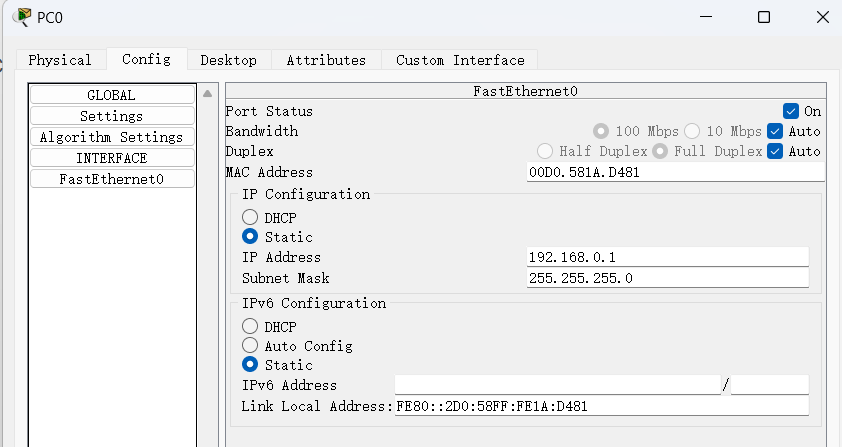 PC0
Physical Config Desktop Attributes Custom Interface
GLOBAL
Settings
Algorithm Settings
INTERFACE
FastEthernet0
FastEthernet0
Port Status On
Bandwidth 100 Mbps 10 Mbps Auto
Duplex Half Duplex Full Duplex Auto
MAC Address 00D0.581A.D481
IP Configuration
DHCP
Static
IP Address 192.168.0.1
Subnet Mask 255.255.255.0
IPv6 Configuration
DHCP
Auto Config
Static
IPv6 Address /
Link Local Address: FE80::2D0:58FF:FE1A:D481